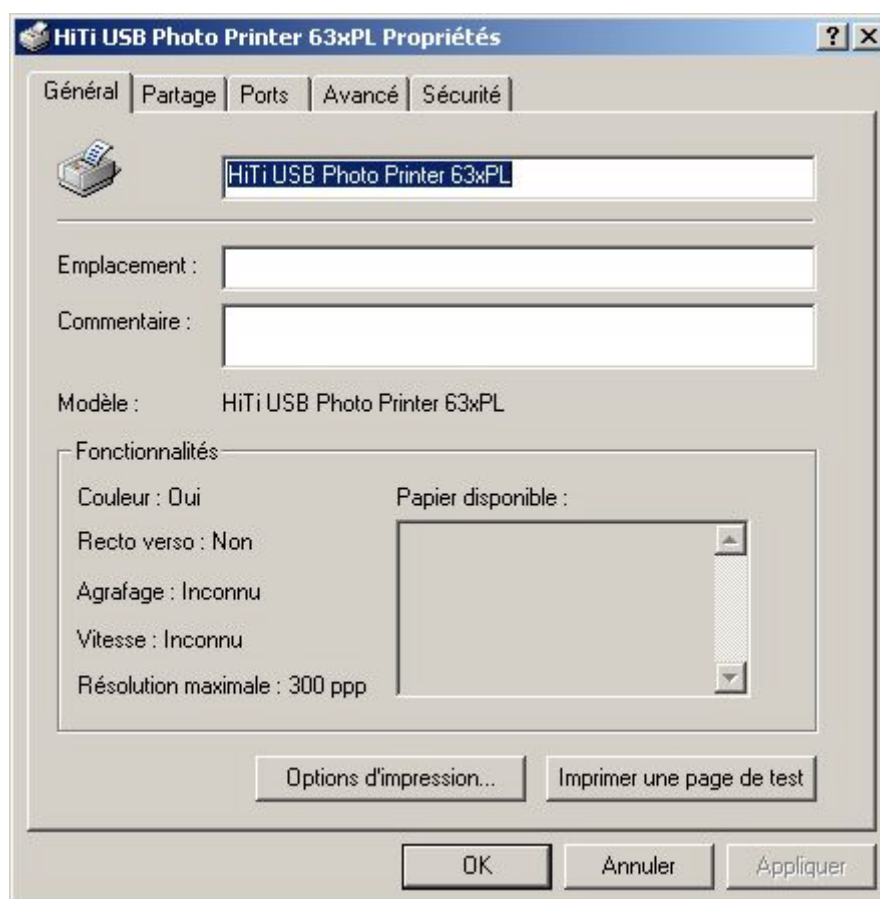 HiTi USB Photo Printer 63xPL Propriétés
Général Partage Ports Avancé Sécurité
HiTi USB Photo Printer 63xPL
Emplacement :
Commentaire :
Modèle : HiTi USB Photo Printer 63xPL
Fonctionnalités
Couleur : Oui Papier disponible :
Recto verso : Non
Agrafage : Inconnu
Vitesse : Inconnu
Résolution maximale : 300 ppp
Options d'impression... Imprimer une page de test
OK Annuler Appliquer